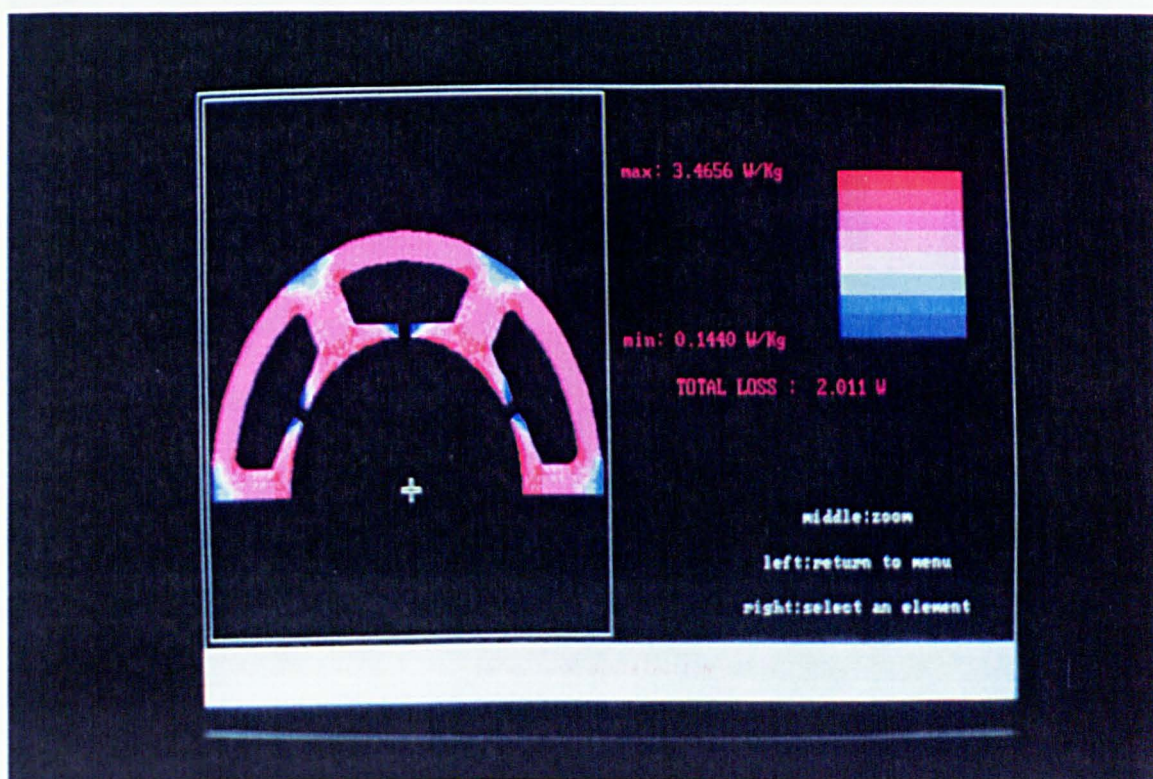 max: 3.4656 W/Kg
min: 0.1440 W/Kg
TOTAL LOSS : 2.011 W
middle:zoom
left:return to menu
right:select an element